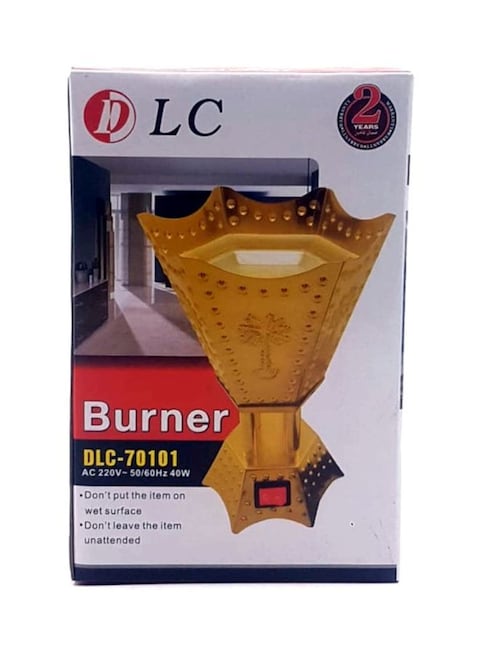 D LC
2
YEARS
Burner
DLC-70101
AC 220V~ 50/60Hz 40W
•Don't put the item on
wet surface
•Don't leave the item
unattended